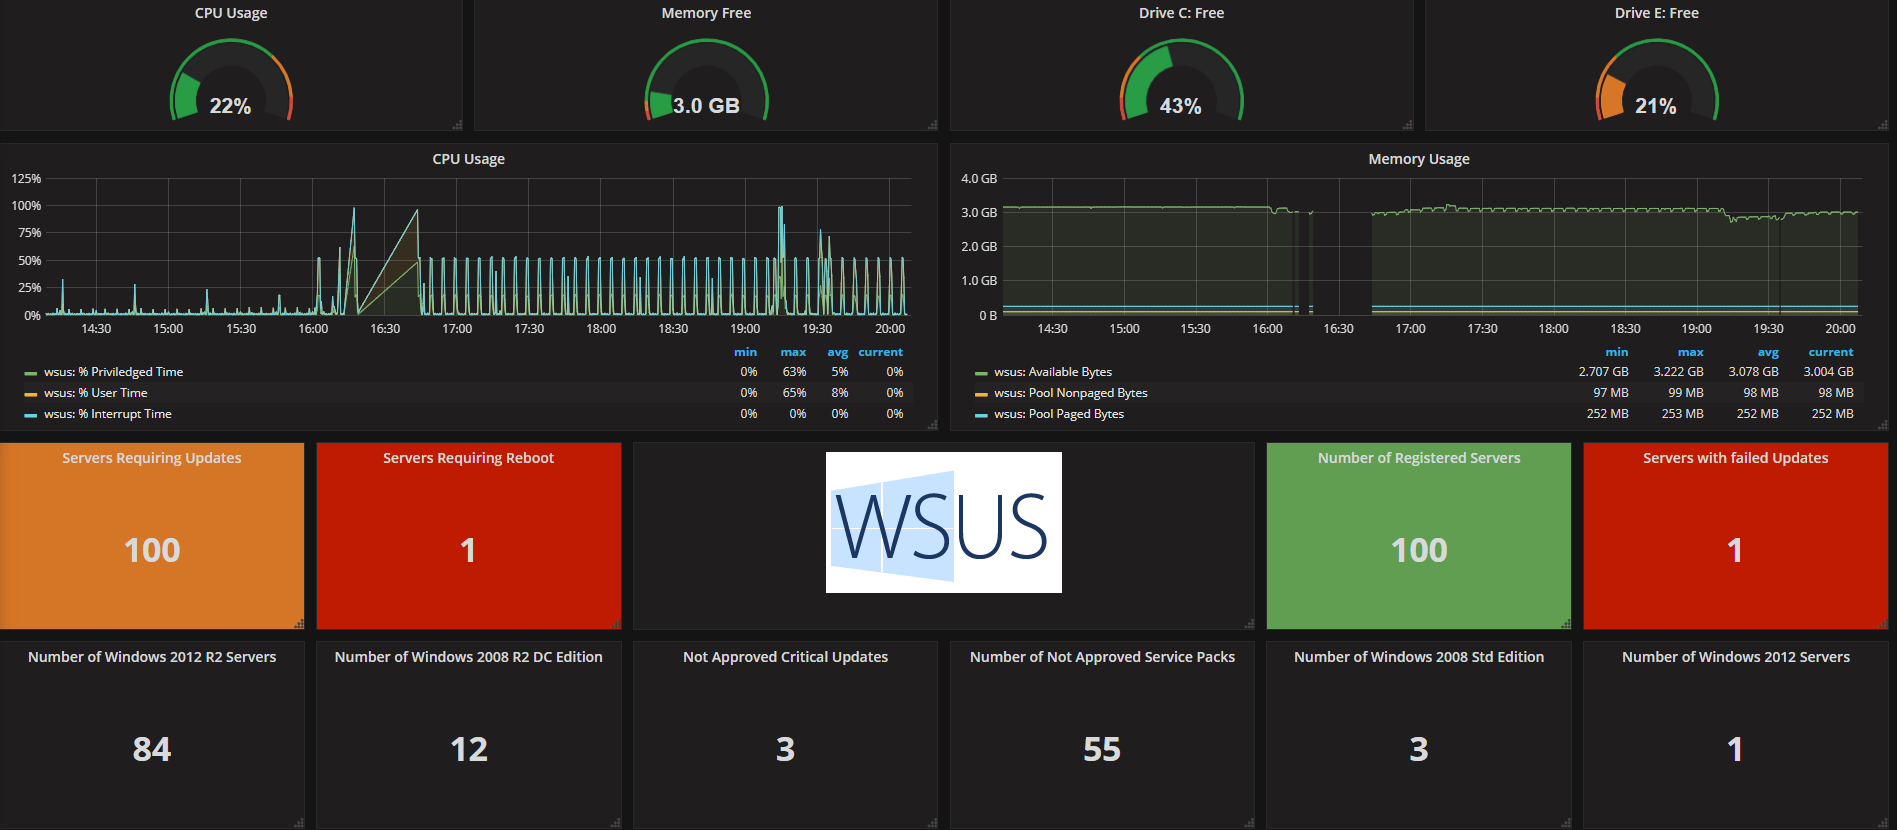 CPU Usage
22%
Memory Free
3.0 GB
Drive C: Free
43%
Drive E: Free
21%
CPU Usage
125%
100%
75%
50%
25%
0%
14:30 15:00 15:30 16:00 16:30 17:00 17:30 18:00 18:30 19:00 19:30 20:00
min max avg current
wsus: % Priviledged Time 0% 63% 5% 0%
wsus: % User Time 0% 65% 8% 0%
wsus: % Interrupt Time 0% 0% 0% 0%
Memory Usage
4.0 GB
3.0 GB
2.0 GB
1.0 GB
0 B
14:30 15:00 15:30 16:00 16:30 17:00 17:30 18:00 18:30 19:00 19:30 20:00
min max avg current
wsus: Available Bytes 2.707 GB 3.222 GB 3.078 GB 3.004 GB
wsus: Pool Nonpaged Bytes 97 MB 99 MB 98 MB 98 MB
wsus: Pool Paged Bytes 252 MB 253 MB 252 MB 252 MB
Servers Requiring Updates
100
Servers Requiring Reboot
1
WSUS
Number of Registered Servers
100
Servers with failed Updates
1
Number of Windows 2012 R2 Servers
84
Number of Windows 2008 R2 DC Edition
12
Not Approved Critical Updates
3
Number of Not Approved Service Packs
55
Number of Windows 2008 Std Edition
3
Number of Windows 2012 Servers
1